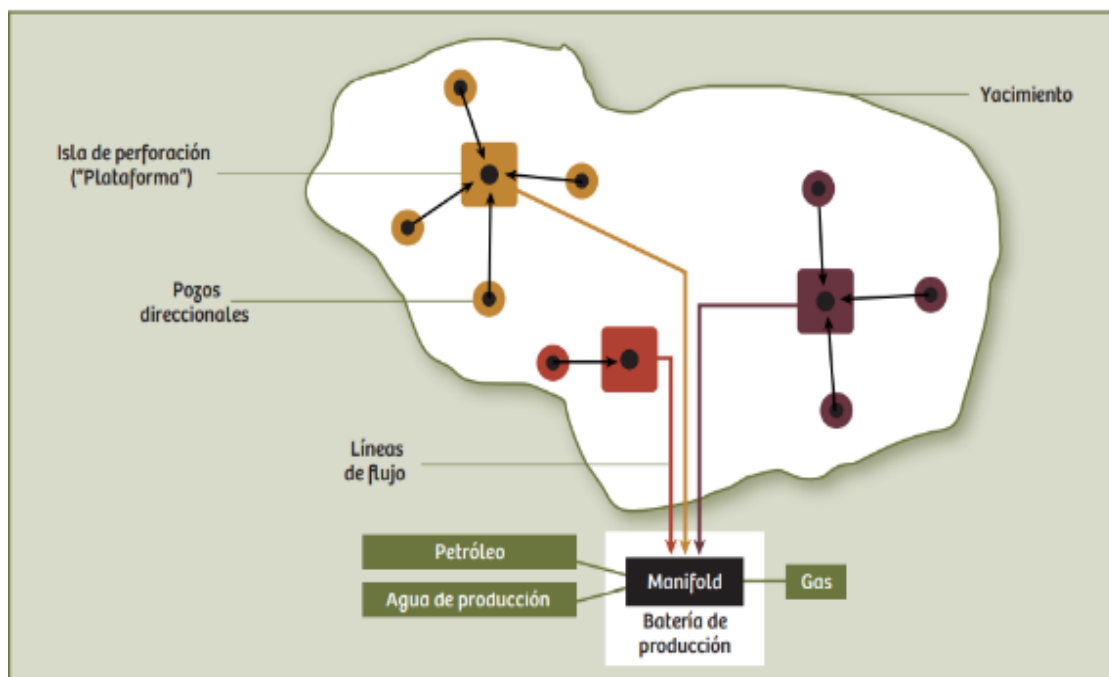 Yacimiento
Isla de perforación
("Plataforma")
Pozos
direccionales
Líneas
de flujo
Petróleo
Agua de producción
Manifold
Gas
Batería de
producción